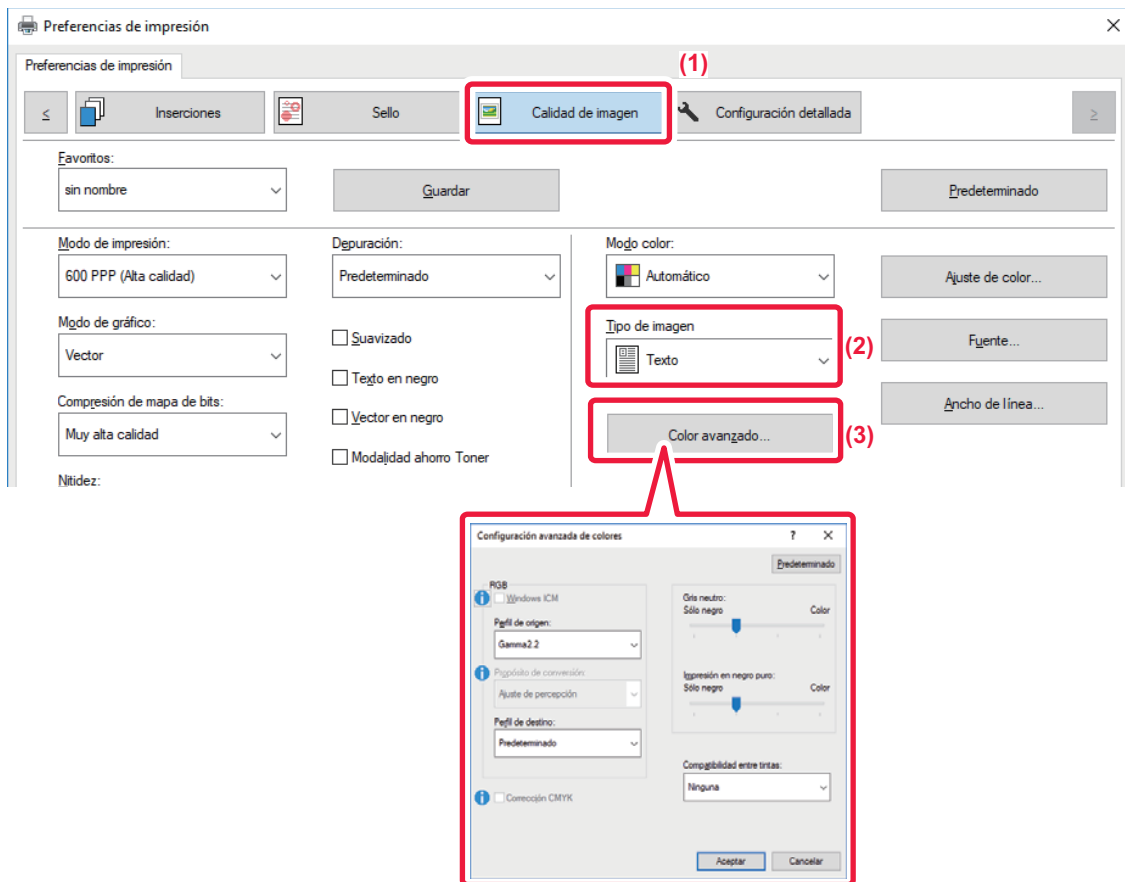 Preferencias de impresión
Preferencias de impresión
(1)
<
Inserciones
Sello
Calidad de imagen
Configuración detallada
>
Favoritos:
sin nombre
Guardar
Predeterminado
Modo de impresión:
600 PPP (Alta calidad)
Depuración:
Predeterminado
Modo color:
Automático
Ajuste de color...
Modo de gráfico:
Vector
Suavizado
Texto en negro
Tipo de imagen
Texto
(2)
Fuente...
Compresión de mapa de bits:
Muy alta calidad
Vector en negro
Modalidad ahorro Toner
Color avanzado...
(3)
Ancho de línea...
Nitidez:
Configuración avanzada de colores
?
Predeterminado
RGB
Windows ICM
Perfil de origen:
Gamma2.2
Propósito de conversión:
Ajuste de percepción
Perfil de destino:
Predeterminado
Corrección CMYK
Gris neutro:
Sólo negro Color
Impresión en negro puro:
Sólo negro Color
Compatibilidad entre tintas:
Ninguna
Aceptar
Cancelar